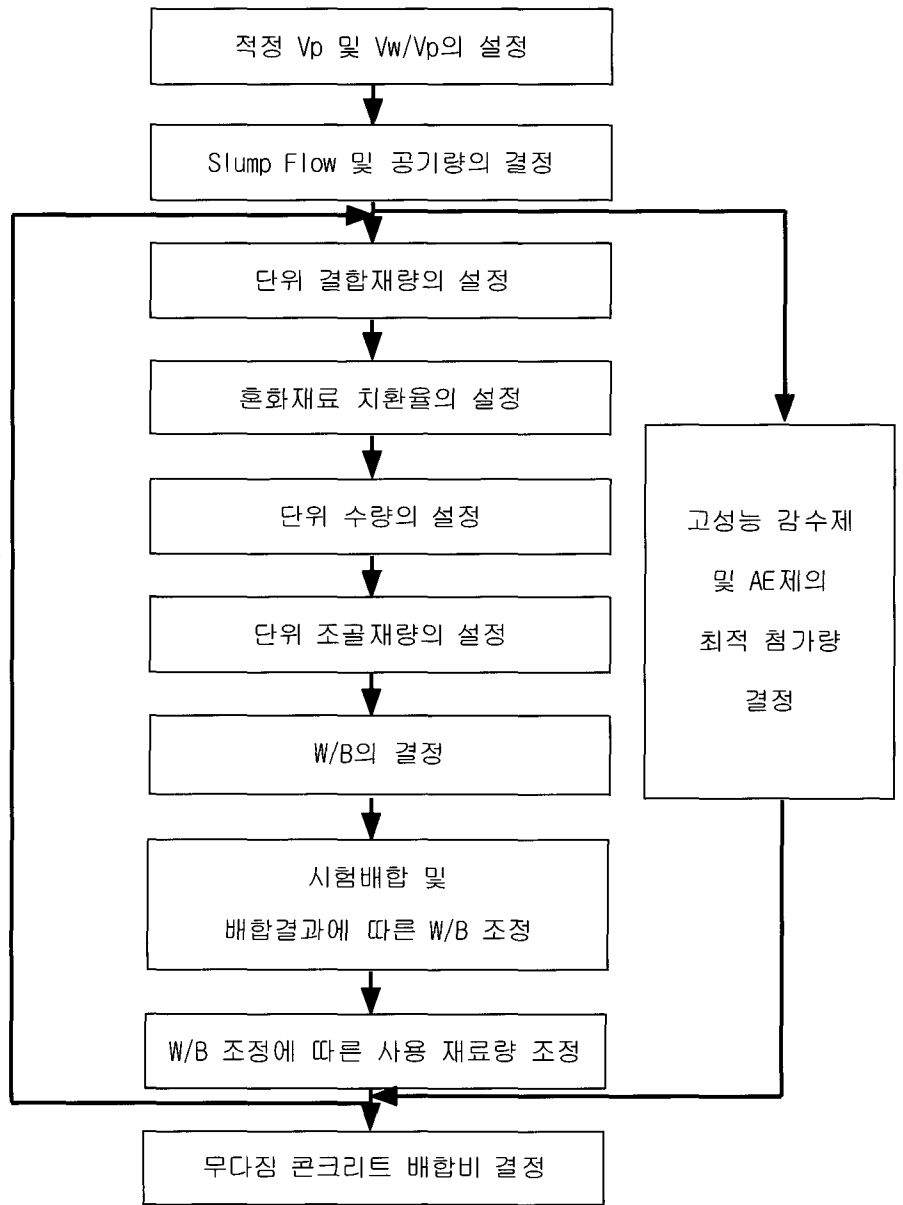 적정 Vp 및 Vw/Vp의 설정
Slump Flow 및 공기량의 결정
단위 결합재량의 설정
혼화재료 치환율의 설정
단위 수량의 설정
단위 조골재량의 설정
W/B의 결정
시험배합 및
배합결과에 따른 W/B 조정
W/B 조정에 따른 사용 재료량 조정
무다짐 콘크리트 배합비 결정
고성능 감수제
및 AE제의
최적 첨가량
결정